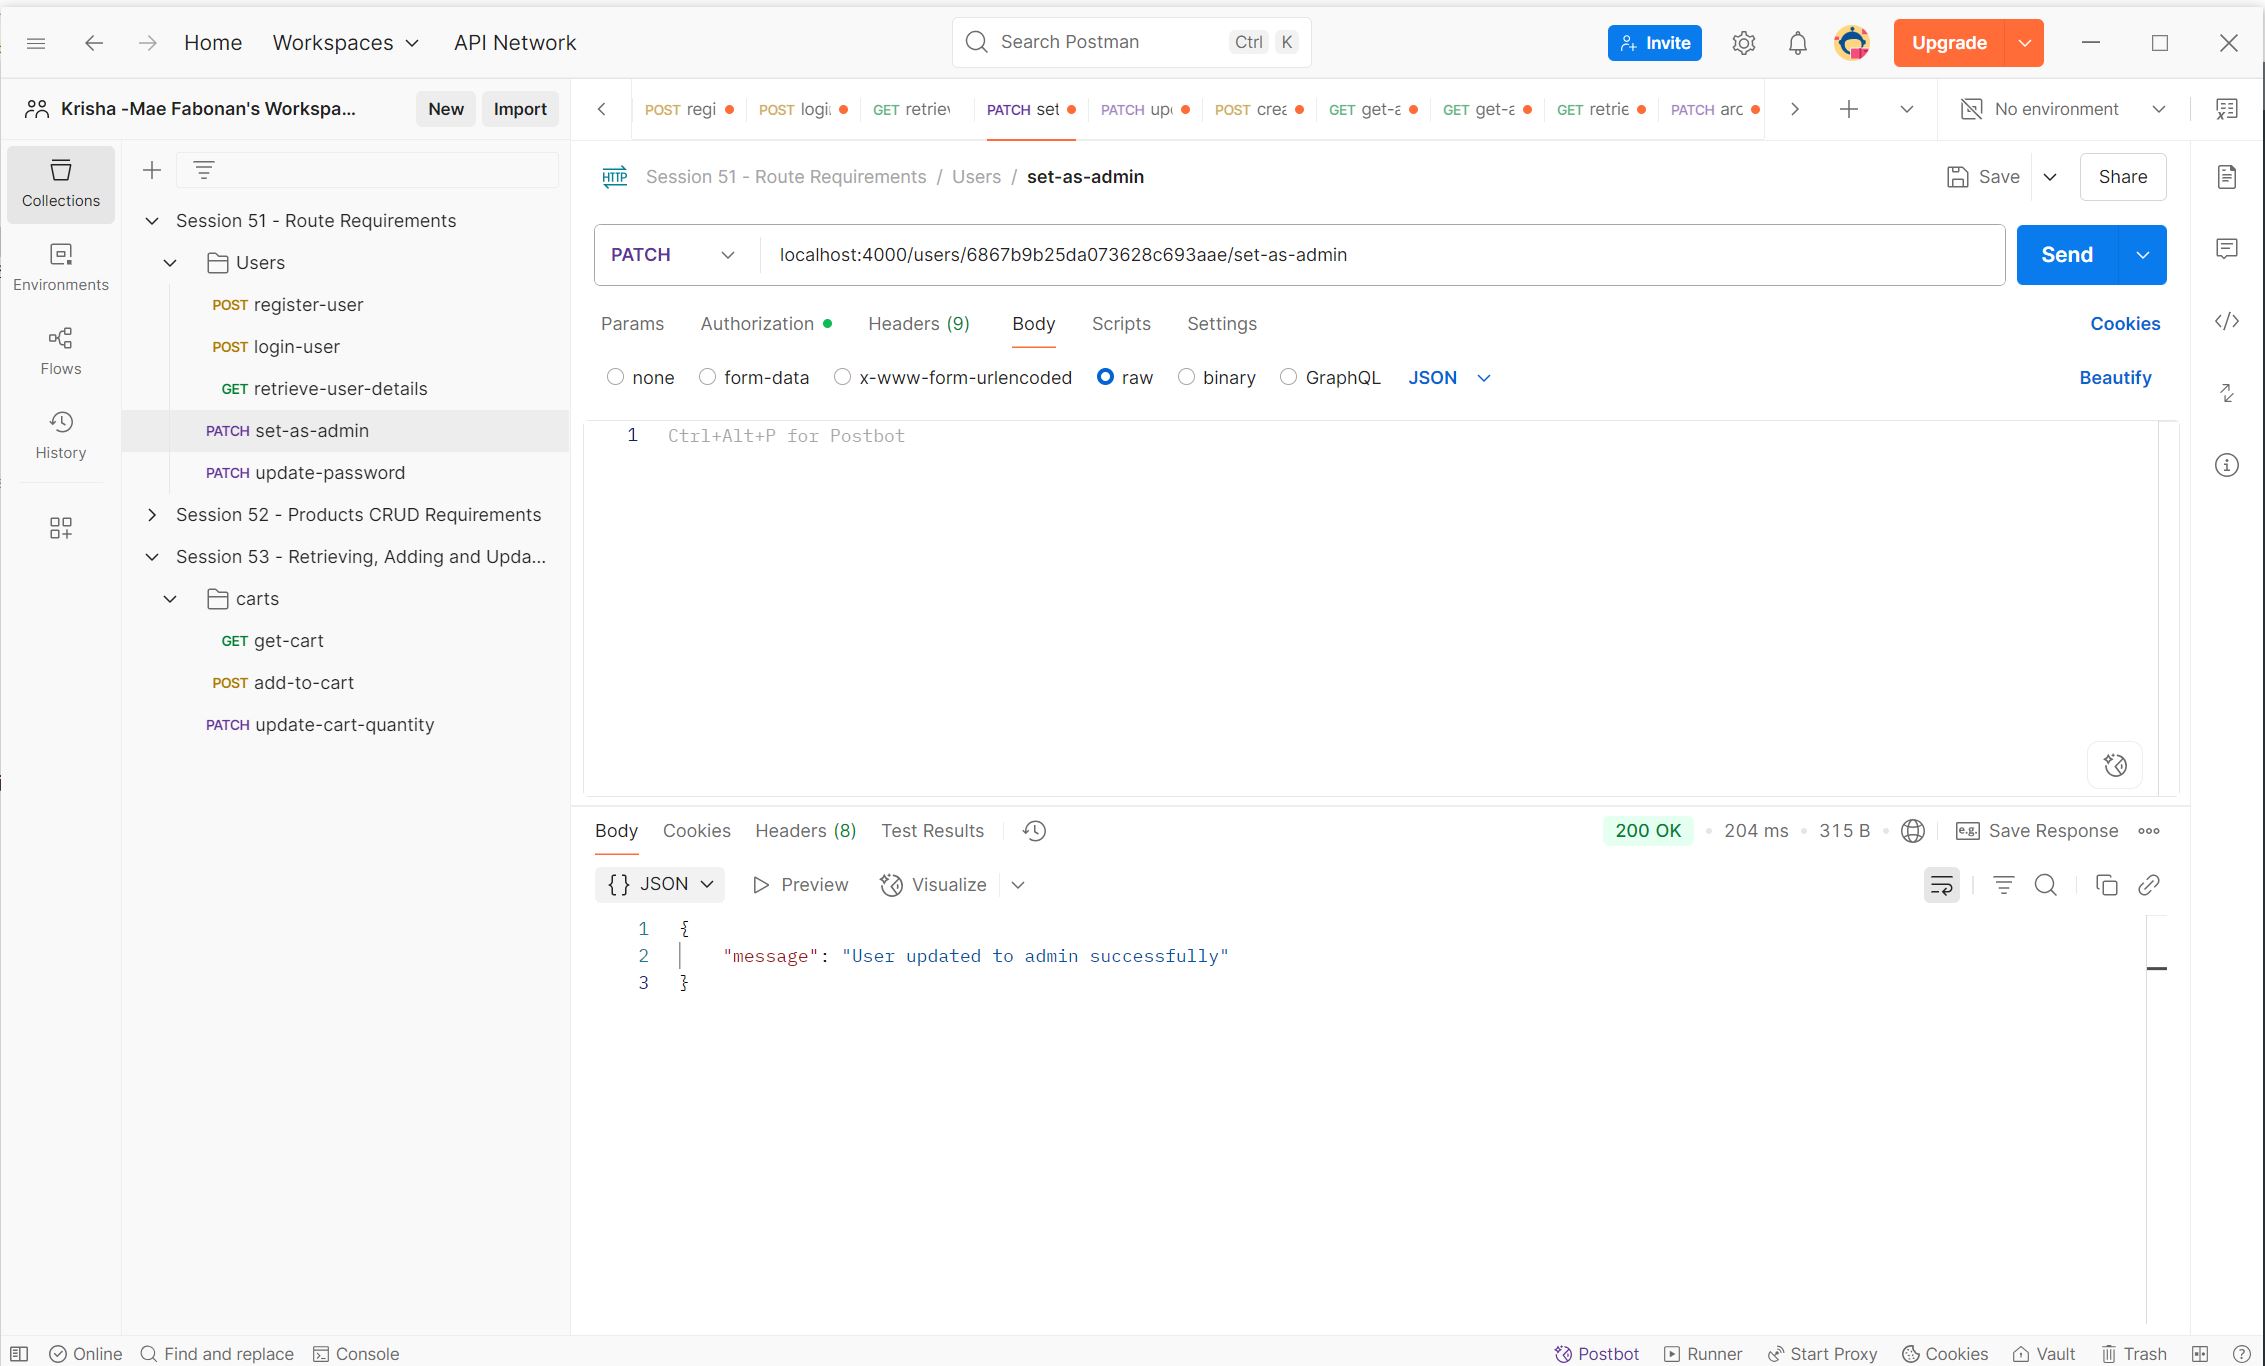 Home Workspaces API Network Search Postman Ctrl K Invite Upgrade
Krisha -Mae Fabonan's Workspa... New Import
POST regi POST logi GET retriev PATCH set PATCH up POST crea GET get-a GET get-a GET retrie PATCH arc No environment
Collections
Environments
Flows
History
Session 51 - Route Requirements
Users
POST register-user
POST login-user
GET retrieve-user-details
PATCH set-as-admin
PATCH update-password
Session 52 - Products CRUD Requirements
Session 53 - Retrieving, Adding and Upda...
carts
GET get-cart
POST add-to-cart
PATCH update-cart-quantity
HTTP Session 51 - Route Requirements / Users / set-as-admin Save Share
PATCH localhost:4000/users/6867b9b25da073628c693aae/set-as-admin Send
Params Authorization Headers (9) Body Scripts Settings Cookies
none form-data x-www-form-urlencoded raw binary GraphQL JSON Beautify
1 Ctrl+Alt+P for Postbot
Body Cookies Headers (8) Test Results 200 OK 204 ms 315 B e.g. Save Response
{} JSON Preview Visualize
1 {
2 "message": "User updated to admin successfully"
3 }
Online Find and replace Console Postbot Runner Start Proxy Cookies Vault Trash